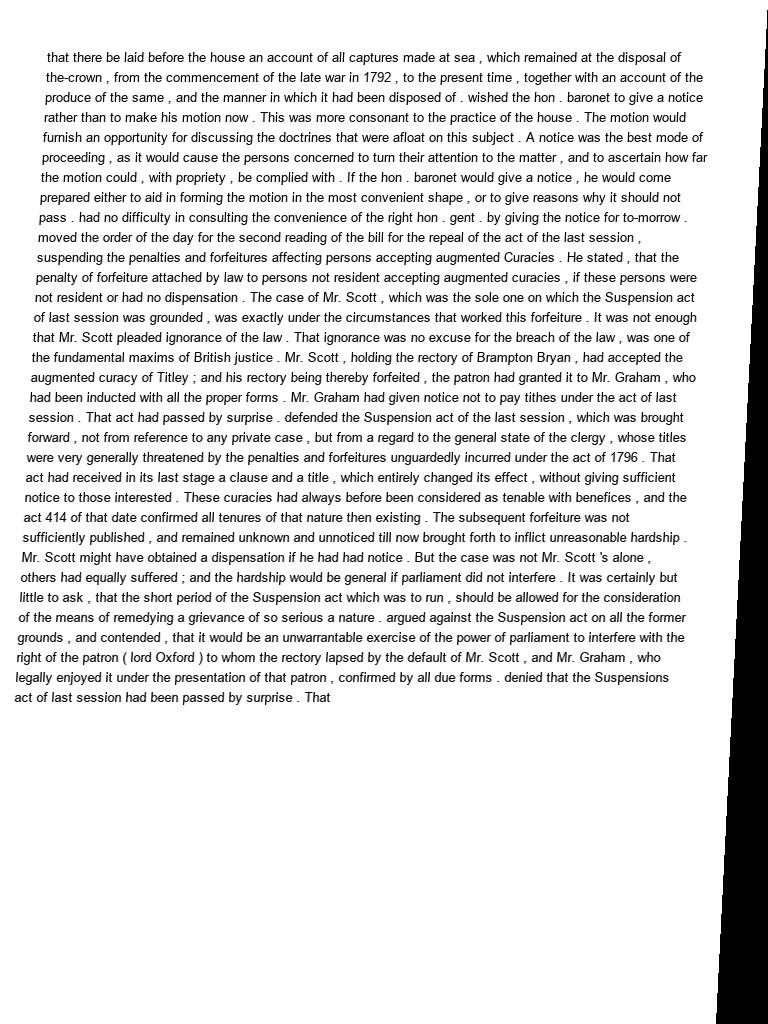 that there be laid before the house an account of all captures made at sea , which remained at the disposal of
the-crown , from the commencement of the late war in 1792 , to the present time , together with an account of the
produce of the same , and the manner in which it had been disposed of . wished the hon . baronet to give a notice
rather than to make his motion now . This was more consonant to the practice of the house . The motion would
furnish an opportunity for discussing the doctrines that were afloat on this subject . A notice was the best mode of
proceeding , as it would cause the persons concerned to turn their attention to the matter , and to ascertain how far
the motion could , with propriety , be complied with . If the hon . baronet would give a notice , he would come
prepared either to aid in forming the motion in the most convenient shape , or to give reasons why it should not
pass . had no difficulty in consulting the convenience of the right hon . gent . by giving the notice for to-morrow .
moved the order of the day for the second reading of the bill for the repeal of the act of the last session ,
suspending the penalties and forfeitures affecting persons accepting augmented Curacies . He stated , that the
penalty of forfeiture attached by law to persons not resident accepting augmented curacies , if these persons were
not resident or had no dispensation . The case of Mr. Scott , which was the sole one on which the Suspension act
of last session was grounded , was exactly under the circumstances that worked this forfeiture . It was not enough
that Mr. Scott pleaded ignorance of the law . That ignorance was no excuse for the breach of the law , was one of
the fundamental maxims of British justice . Mr. Scott , holding the rectory of Brampton Bryan , had accepted the
augmented curacy of Titley ; and his rectory being thereby forfeited , the patron had granted it to Mr. Graham , who
had been inducted with all the proper forms . Mr. Graham had given notice not to pay tithes under the act of last
session . That act had passed by surprise . defended the Suspension act of the last session , which was brought
forward , not from reference to any private case , but from a regard to the general state of the clergy , whose titles
were very generally threatened by the penalties and forfeitures unguardedly incurred under the act of 1796 . That
act had received in its last stage a clause and a title , which entirely changed its effect , without giving sufficient
notice to those interested . These curacies had always before been considered as tenable with benefices , and the
act 414 of that date confirmed all tenures of that nature then existing . The subsequent forfeiture was not
sufficiently published , and remained unknown and unnoticed till now brought forth to inflict unreasonable hardship .
Mr. Scott might have obtained a dispensation if he had had notice . But the case was not Mr. Scott 's alone ,
others had equally suffered ; and the hardship would be general if parliament did not interfere . It was certainly but
little to ask , that the short period of the Suspension act which was to run , should be allowed for the consideration
of the means of remedying a grievance of so serious a nature . argued against the Suspension act on all the former
grounds , and contended , that it would be an unwarrantable exercise of the power of parliament to interfere with the
right of the patron ( lord Oxford ) to whom the rectory lapsed by the default of Mr. Scott , and Mr. Graham , who
legally enjoyed it under the presentation of that patron , confirmed by all due forms . denied that the Suspensions
act of last session had been passed by surprise . That